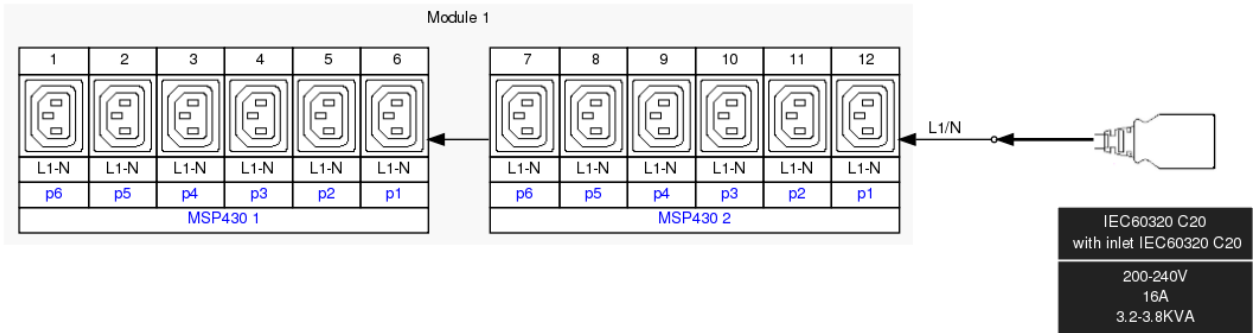 Module 1
1 2 3 4 5 6 7 8 9 10 11 12
L1/N
L1-N L1-N L1-N L1-N L1-N L1-N L1-N L1-N L1-N L1-N L1-N L1-N
p6 p5 p4 p3 p2 p1 p6 p5 p4 p3 p2 p1
MSP430 1 MSP430 2
IEC60320 C20
with inlet IEC60320 C20
200-240V
16A
3.2-3.8KVA